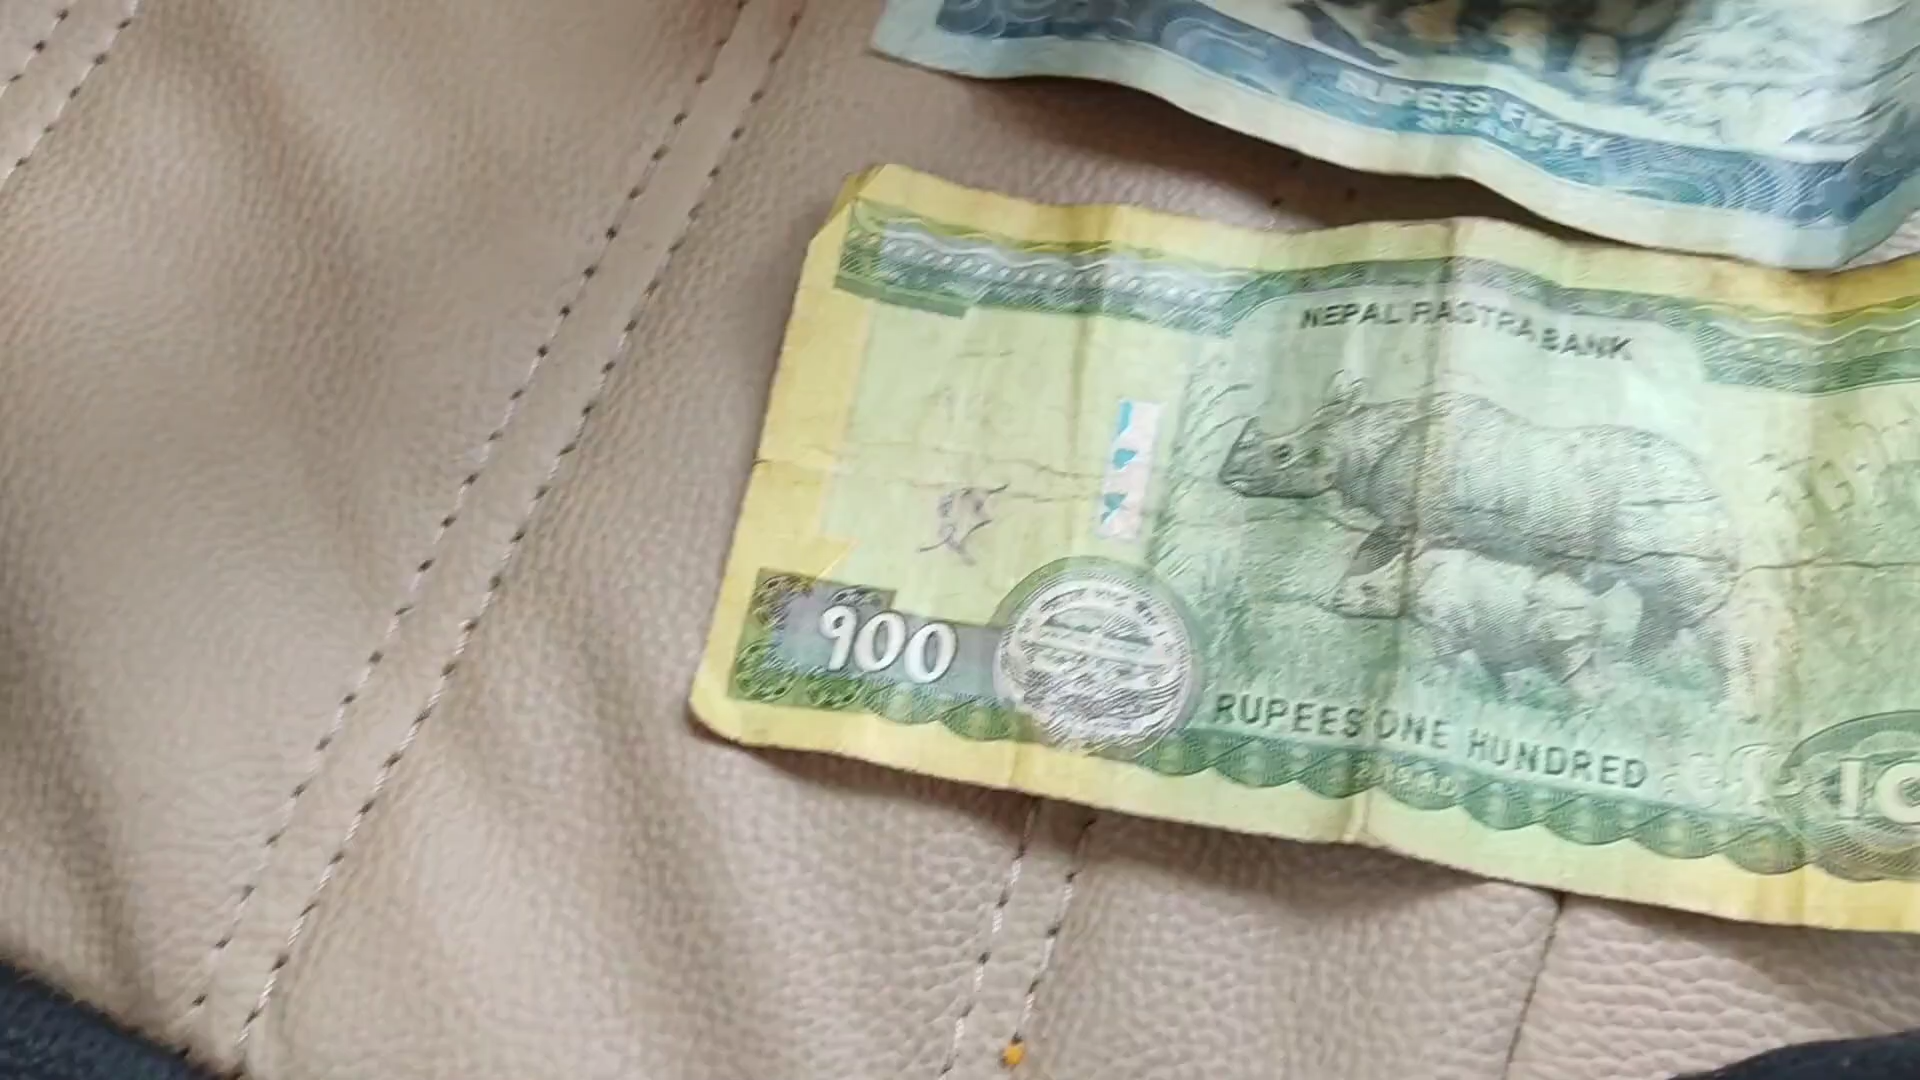 RUPEES FIFTY
NEPAL RASTRA BANK
१००
RUPEES ONE HUNDRED